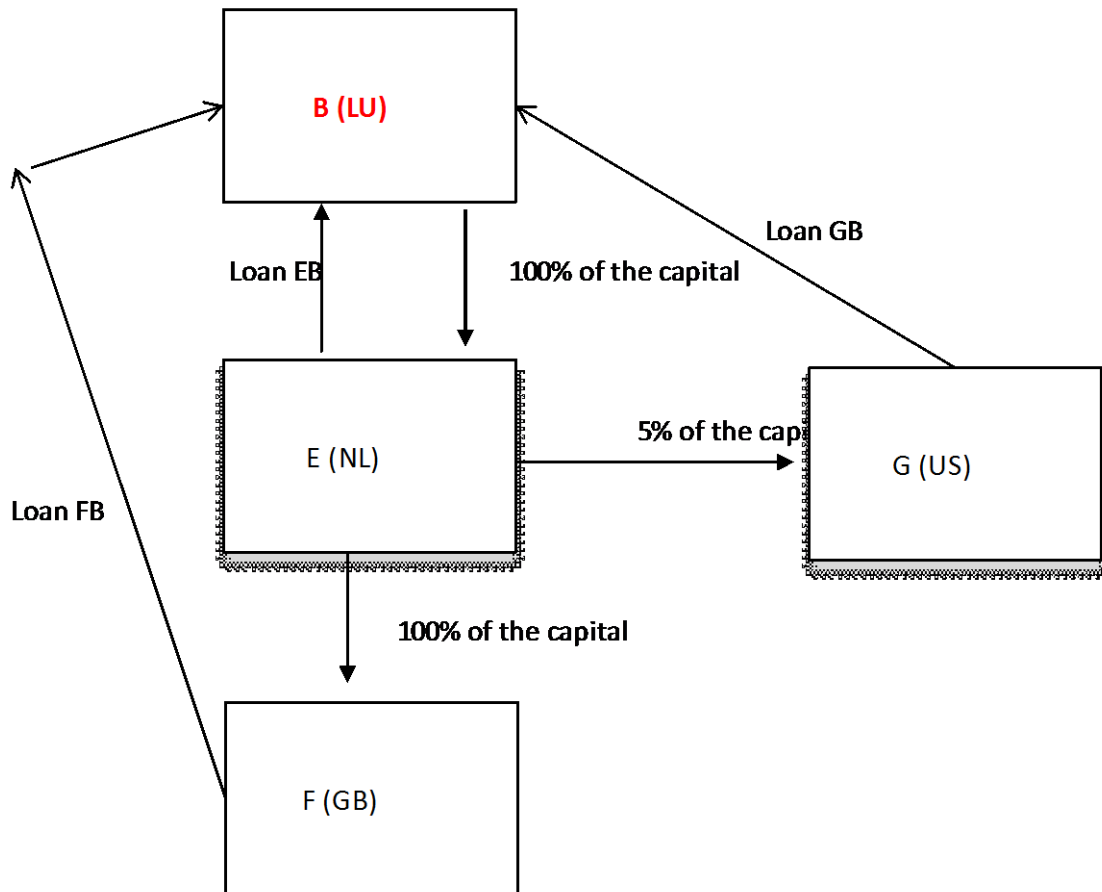 B (LU)
Loan GB
Loan EB
100% of the capital
5% of the cap
E (NL)
G (US)
Loan FB
100% of the capital
F (GB)